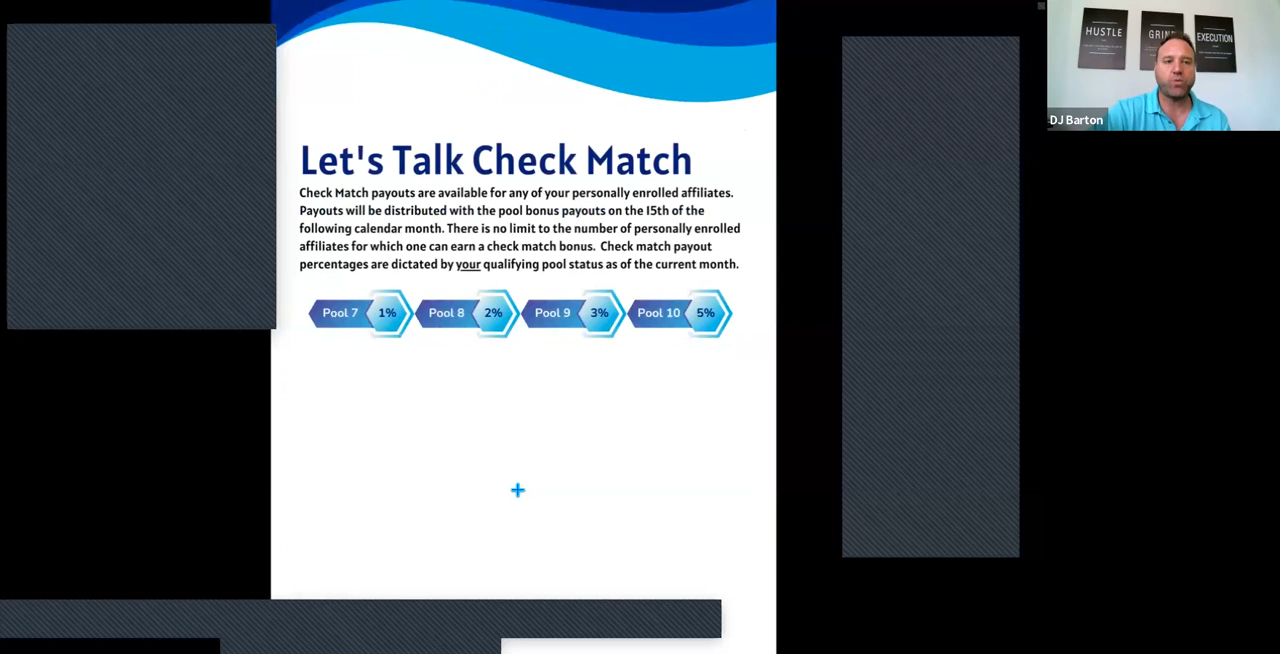 HUSTLE
EXECUTION
DJ Barton
Let's Talk Check Match
Check Match payouts are available for any of your personally enrolled affiliates.
Payouts will be distributed with the pool bonus payouts on the 15th of the
following calendar month. There is no limit to the number of personally enrolled
affiliates for which one can earn a check match bonus. Check match payout
percentages are dictated by your qualifying pool status as of the current month.
Pool 7 1% Pool 8 2% Pool 9 3% Pool 10 5%